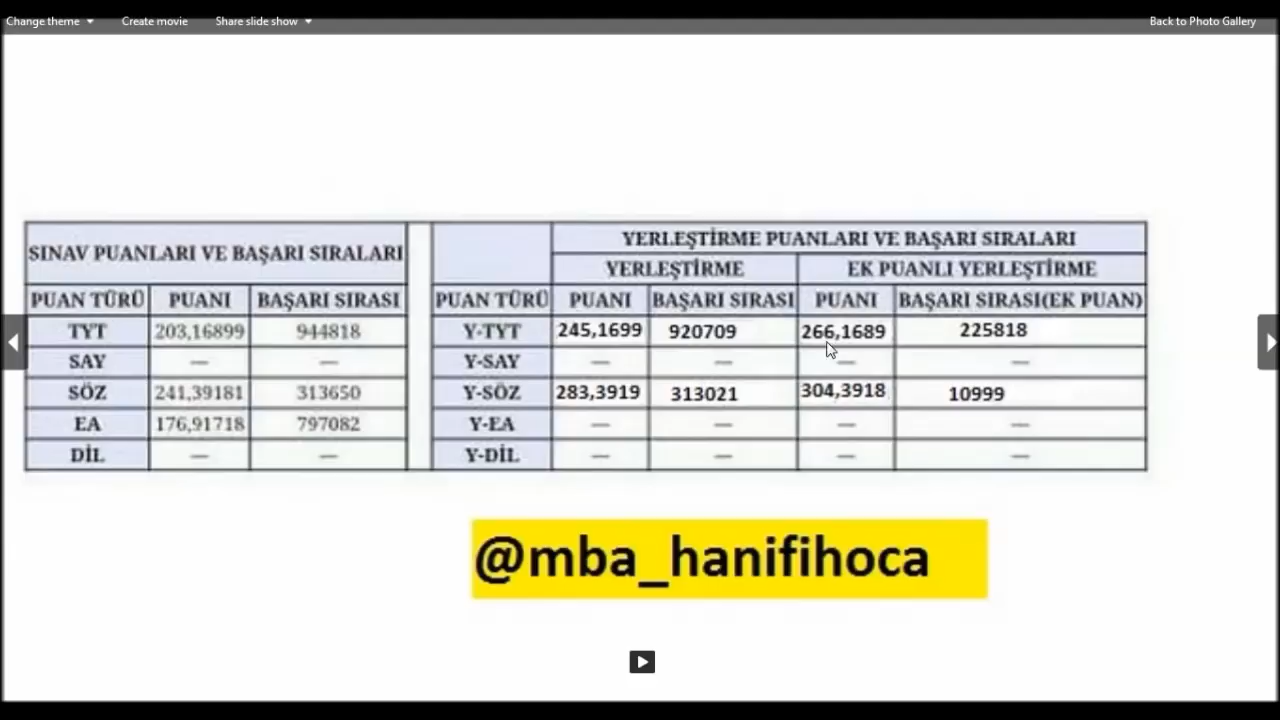 Change theme Create movie Share slide show Back to Photo Gallery
SINAV PUANLARI VE BAŞARI SIRALARI
PUAN TÜRÜ PUANI BAŞARI SIRASI
TYT 203,16899 944818
SAY — —
SÖZ 241,39181 313650
EA 176,91718 797082
DİL — —
YERLEŞTİRME PUANLARI VE BAŞARI SIRALARI
YERLEŞTİRME EK PUANLI YERLEŞTİRME
PUAN TÜRÜ PUANI BAŞARI SIRASI PUANI BAŞARI SIRASI(EK PUAN)
Y-TYT 245,1699 920709 266,1689 225818
Y-SAY — — — —
Y-SÖZ 283,3919 313021 304,3918 10999
Y-EA — — — —
Y-DİL — — — —
@mba_hanifihoca